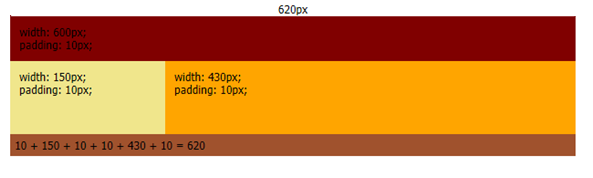 620px
width: 600px;
padding: 10px;
width: 150px;
padding: 10px;
width: 430px;
padding: 10px;
10 + 150 + 10 + 10 + 430 + 10 = 620